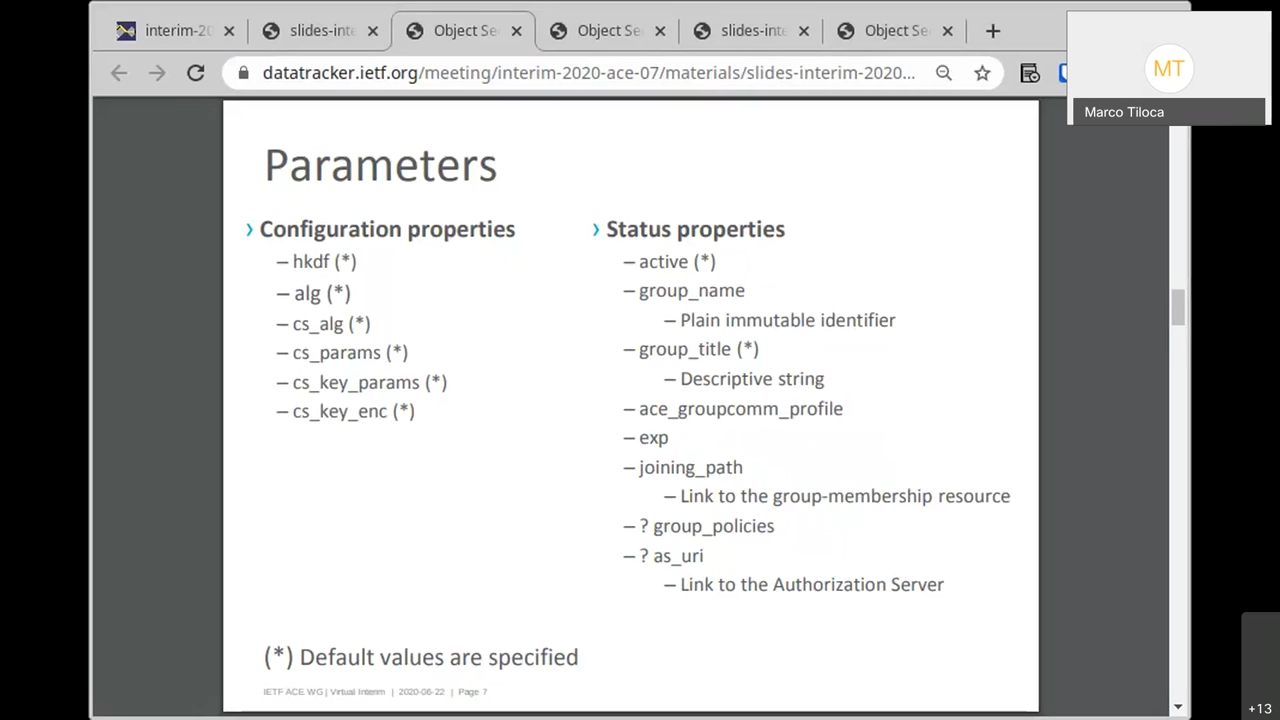 interim-20
slides-inte
Object Se
Object Se
slides-inte
Object Se
datatracker.ietf.org/meeting/interim-2020-ace-07/materials/slides-interim-2020...
MT
Marco Tiloca
Parameters
› Configuration properties
– hkdf (*)
– alg (*)
– cs_alg (*)
– cs_params (*)
– cs_key_params (*)
– cs_key_enc (*)
› Status properties
– active (*)
– group_name
– Plain immutable identifier
– group_title (*)
– Descriptive string
– ace_groupcomm_profile
– exp
– joining_path
– Link to the group-membership resource
– ? group_policies
– ? as_uri
– Link to the Authorization Server
(*) Default values are specified
IETF ACE WG | Virtual Interim | 2020-06-22 | Page 7
+13